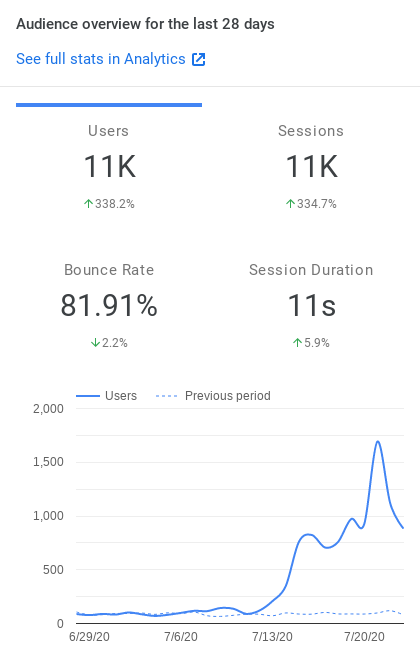 Audience overview for the last 28 days
See full stats in Analytics
Users
11K
338.2%
Sessions
11K
334.7%
Bounce Rate
81.91%
2.2%
Session Duration
11s
5.9%
Users Previous period
2,000
1,500
1,000
500
0
6/29/20 7/6/20 7/13/20 7/20/20